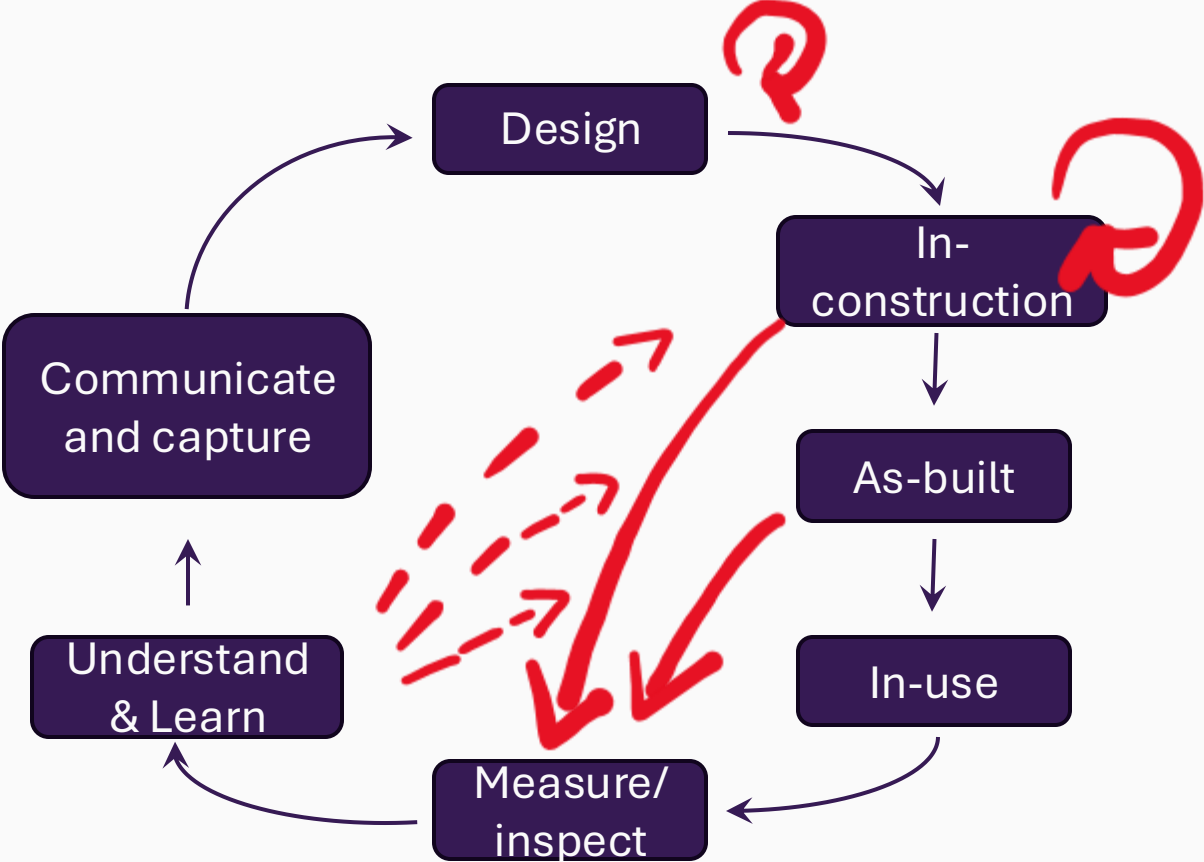 Design
In-
construction
Communicate
and capture
As-built
Understand
& Learn
In-use
Measure/
inspect